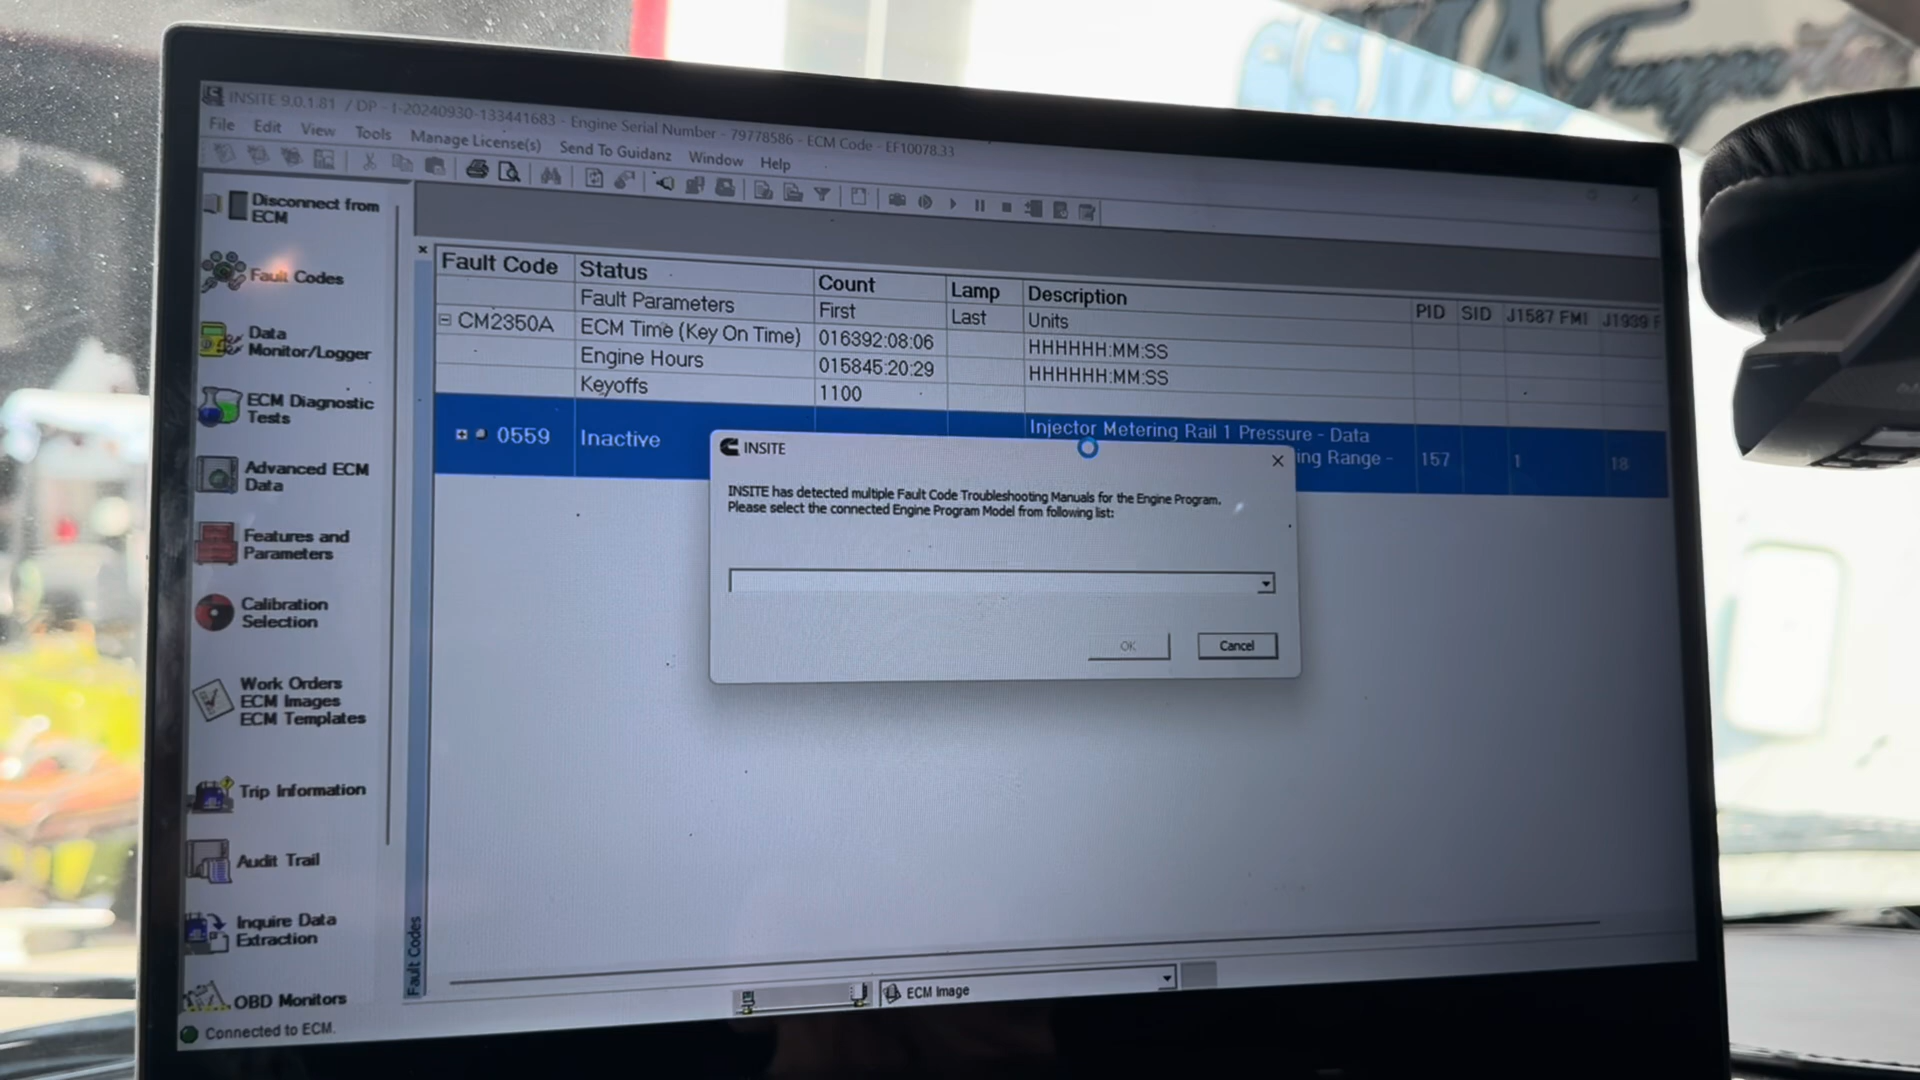 INSITE 9.0.1.81 / DP - 1-20240930-133441683 - Engine Serial Number - 79778586 - ECM Code - EF10078.33
File Edit View Tools Manage License(s) Send To Guidanz Window Help
Disconnect from
ECM
Fault Codes
Data
Monitor/Logger
ECM Diagnostic
Tests
Advanced ECM
Data
Features and
Parameters
Calibration
Selection
Work Orders
ECM Images
ECM Templates
Trip Information
Audit Trail
Inquire Data
Extraction
OBD Monitors
Connected to ECM.
Fault Codes
Fault Code Status Count Lamp Description PID SID J1587 FMI J1939 F
Fault Parameters First Last Units
CM2350A ECM Time (Key On Time) 016392:08:06 HHHHHH:MM:SS
Engine Hours 015845:20:29 HHHHHH:MM:SS
Keyoffs 1100
0559 Inactive Injector Metering Rail 1 Pressure - Data
ing Range - 157 1 18
INSITE
INSITE has detected multiple Fault Code Troubleshooting Manuals for the Engine Program.
Please select the connected Engine Program Model from following list:
OK Cancel
ECM Image